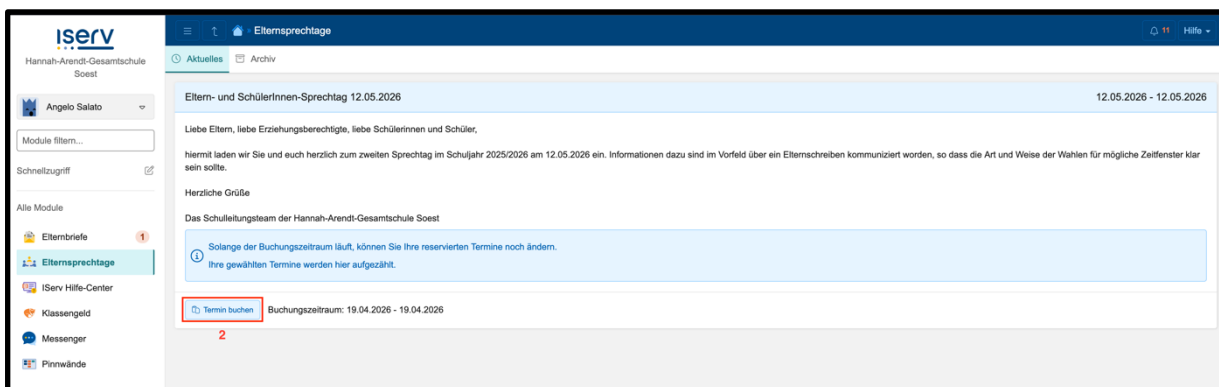 IServ
Hannah-Arendt-Gesamtschule
Soest
Angelo Salato
Module filtern...
Schnellzugriff
Alle Module
Elternbriefe 1
Elternsprechtage
IServ Hilfe-Center
Klassengeld
Messenger
Pinnwände
Elternsprechtage
11 Hilfe
Aktuelles Archiv
Eltern- und SchülerInnen-Sprechtag 12.05.2026 12.05.2026 - 12.05.2026
Liebe Eltern, liebe Erziehungsberechtigte, liebe Schülerinnen und Schüler,
hiermit laden wir Sie und euch herzlich zum zweiten Sprechtag im Schuljahr 2025/2026 am 12.05.2026 ein. Informationen dazu sind im Vorfeld über ein Elternschreiben kommuniziert worden, so dass die Art und Weise der Wahlen für mögliche Zeitfenster klar
sein sollte.
Herzliche Grüße
Das Schulleitungsteam der Hannah-Arendt-Gesamtschule Soest
Solange der Buchungszeitraum läuft, können Sie Ihre reservierten Termine noch ändern.
Ihre gewählten Termine werden hier aufgezählt.
Termin buchen Buchungszeitraum: 19.04.2026 - 19.04.2026
2